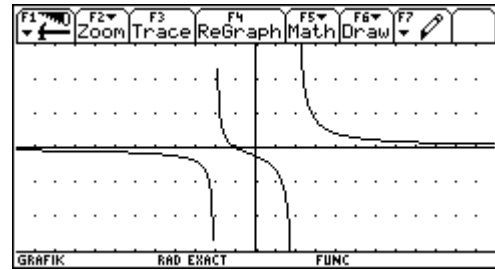 F1 F2 Zoom F3 Trace F4 ReGraph F5 Math F6 Draw F7
GRAFIK RAD EXACT FUNC